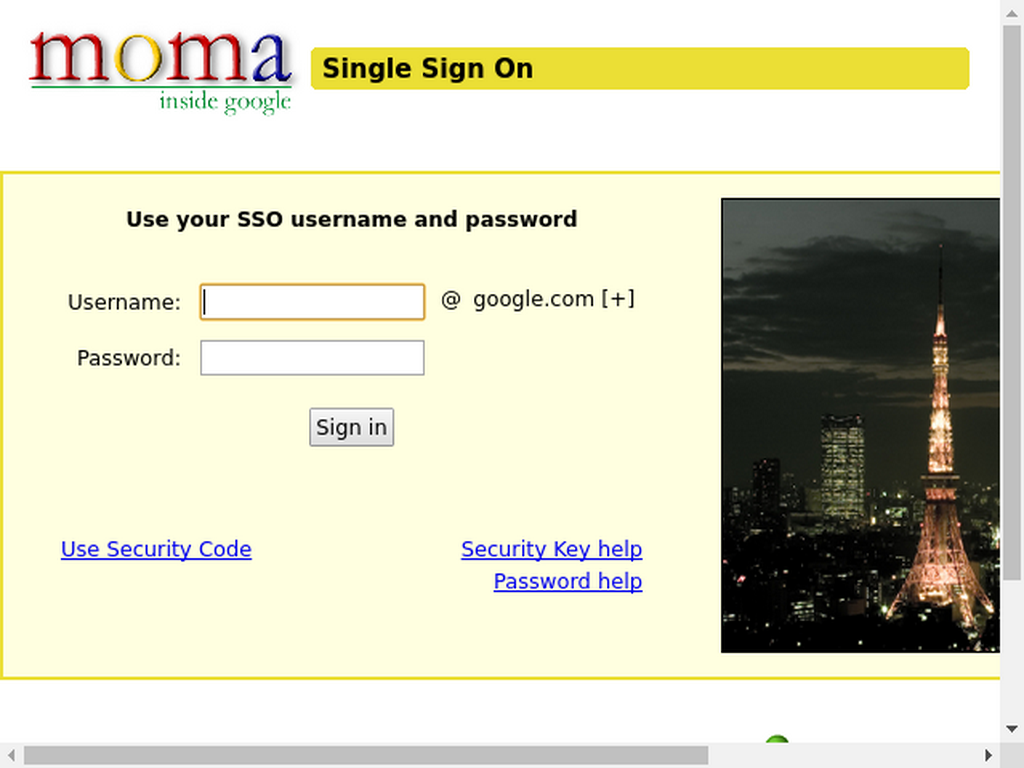 moma
inside google
Single Sign On
Use your SSO username and password
Username: @ google.com [+]
Password:
Sign in
Use Security Code
Security Key help
Password help